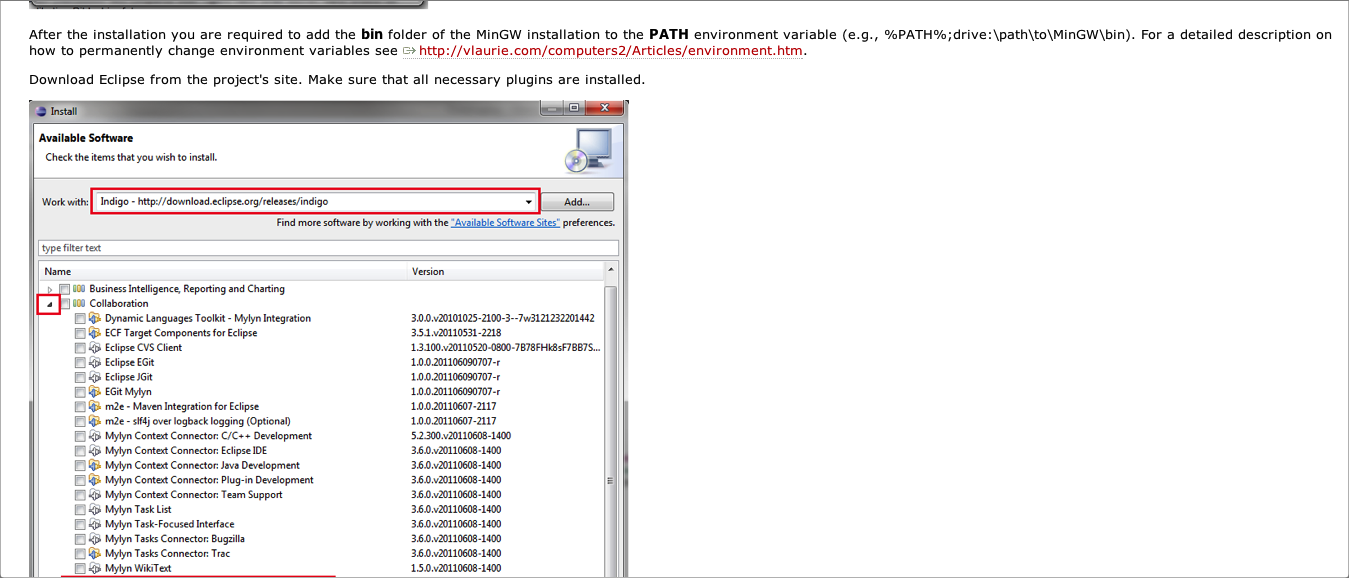 After the installation you are required to add the bin folder of the MinGW installation to the PATH environment variable (e.g., %PATH%;drive:\path\to\MinGW\bin). For a detailed description on
how to permanently change environment variables see http://vlaurie.com/computers2/Articles/environment.htm.
Download Eclipse from the project's site. Make sure that all necessary plugins are installed.
Install
Available Software
Check the items that you wish to install.
Work with: Indigo - http://download.eclipse.org/releases/indigo Add...
Find more software by working with the "Available Software Sites" preferences.
type filter text
Name Version
Business Intelligence, Reporting and Charting
Collaboration
Dynamic Languages Toolkit - Mylyn Integration 3.0.0.v20101025-2100-3--7w3121232201442
ECF Target Components for Eclipse 3.5.1.v20110531-2218
Eclipse CVS Client 1.3.100.v20110520-0800-7B78FHk8sF7BB7S...
Eclipse EGit 1.0.0.201106090707-r
Eclipse JGit 1.0.0.201106090707-r
EGit Mylyn 1.0.0.201106090707-r
m2e - Maven Integration for Eclipse 1.0.0.20110607-2117
m2e - slf4j over logback logging (Optional) 1.0.0.20110607-2117
Mylyn Context Connector: C/C++ Development 5.2.300.v20110608-1400
Mylyn Context Connector: Eclipse IDE 3.6.0.v20110608-1400
Mylyn Context Connector: Java Development 3.6.0.v20110608-1400
Mylyn Context Connector: Plug-in Development 3.6.0.v20110608-1400
Mylyn Context Connector: Team Support 3.6.0.v20110608-1400
Mylyn Task List 3.6.0.v20110608-1400
Mylyn Task-Focused Interface 3.6.0.v20110608-1400
Mylyn Tasks Connector: Bugzilla 3.6.0.v20110608-1400
Mylyn Tasks Connector: Trac 3.6.0.v20110608-1400
Mylyn WikiText 1.5.0.v20110608-1400